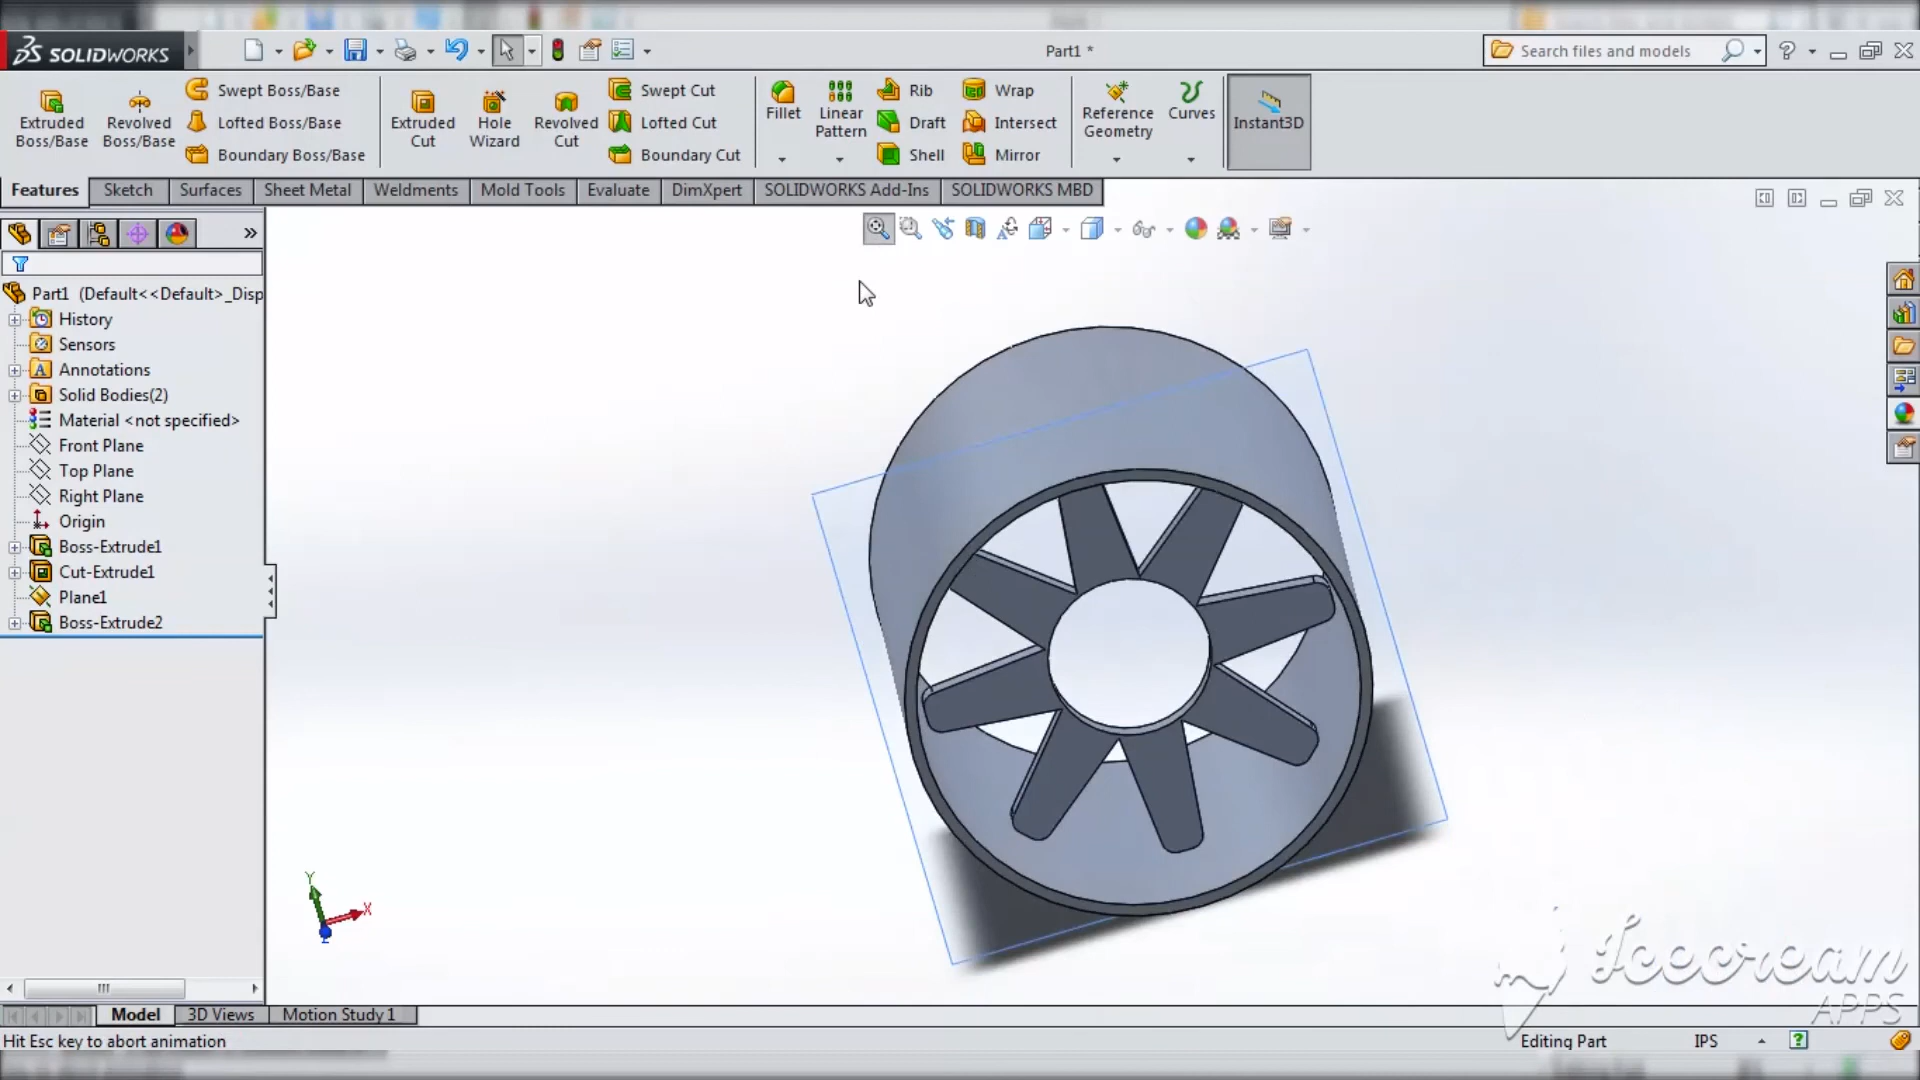 SOLIDWORKS
Part1 *
Search files and models
Extruded Boss/Base
Revolved Boss/Base
Swept Boss/Base
Lofted Boss/Base
Boundary Boss/Base
Extruded Cut
Hole Wizard
Revolved Cut
Swept Cut
Lofted Cut
Boundary Cut
Fillet
Linear Pattern
Rib
Draft
Shell
Wrap
Intersect
Mirror
Reference Geometry
Curves
Instant3D
Features
Sketch
Surfaces
Sheet Metal
Weldments
Mold Tools
Evaluate
DimXpert
SOLIDWORKS Add-Ins
SOLIDWORKS MBD
Part1 (Default<<Default>_Disp
History
Sensors
Annotations
Solid Bodies(2)
Material <not specified>
Front Plane
Top Plane
Right Plane
Origin
Boss-Extrude1
Cut-Extrude1
Plane1
Boss-Extrude2
Y
X
Z
Icecream
APPS
Model
3D Views
Motion Study 1
Hit Esc key to abort animation
Editing Part
IPS